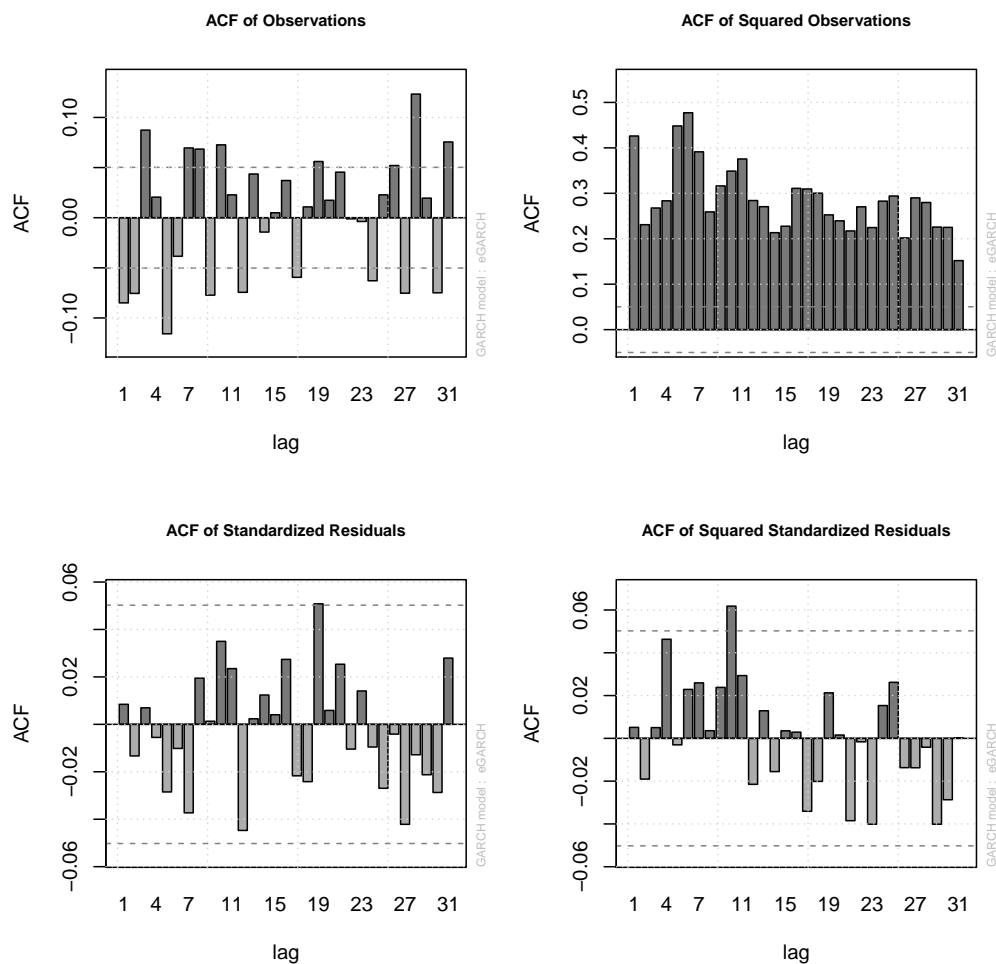 ACF of Observations
ACF
−0.10 0.00 0.10
1 4 7 11 15 19 23 27 31
lag
GARCH model : eGARCH
ACF of Squared Observations
ACF
0.0 0.1 0.2 0.3 0.4 0.5
1 4 7 11 15 19 23 27 31
lag
GARCH model : eGARCH
ACF of Standardized Residuals
ACF
−0.06 −0.02 0.02 0.06
1 4 7 11 15 19 23 27 31
lag
GARCH model : eGARCH
ACF of Squared Standardized Residuals
ACF
−0.06 −0.02 0.02 0.06
1 4 7 11 15 19 23 27 31
lag
GARCH model : eGARCH